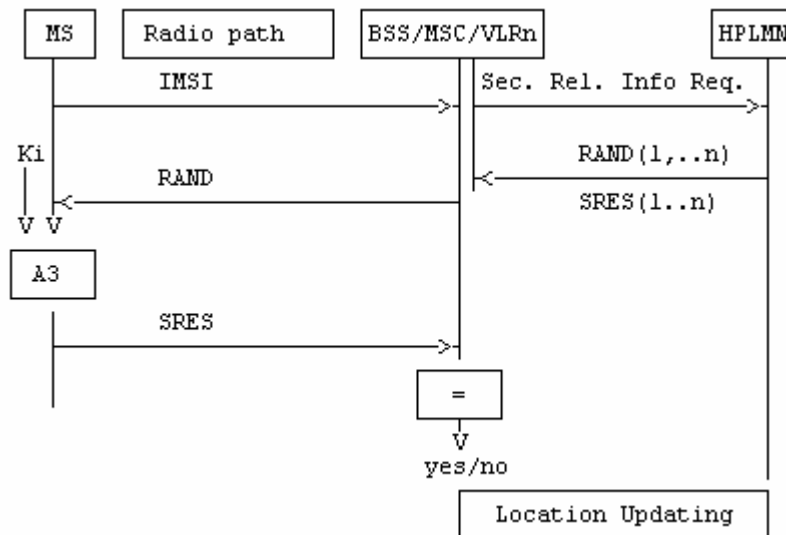 MS
Radio path
BSS/MSC/VLRn
HPLMN
IMSI
Sec. Rel. Info Req.
Ki
RAND
RAND(1,..n)
SRES(1..n)
V V
A3
SRES
=
V
yes/no
Location Updating